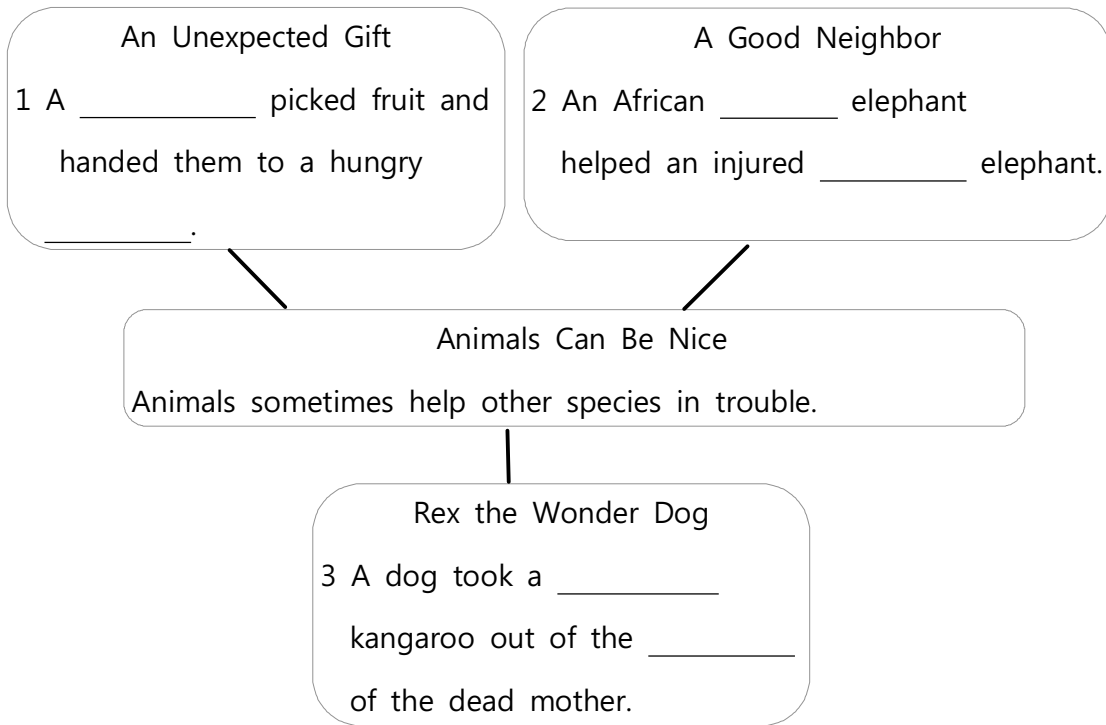 An Unexpected Gift
1 A ____________ picked fruit and
handed them to a hungry
__________.
A Good Neighbor
2 An African ________ elephant
helped an injured __________ elephant.
Animals Can Be Nice
Animals sometimes help other species in trouble.
Rex the Wonder Dog
3 A dog took a ___________
kangaroo out of the __________
of the dead mother.